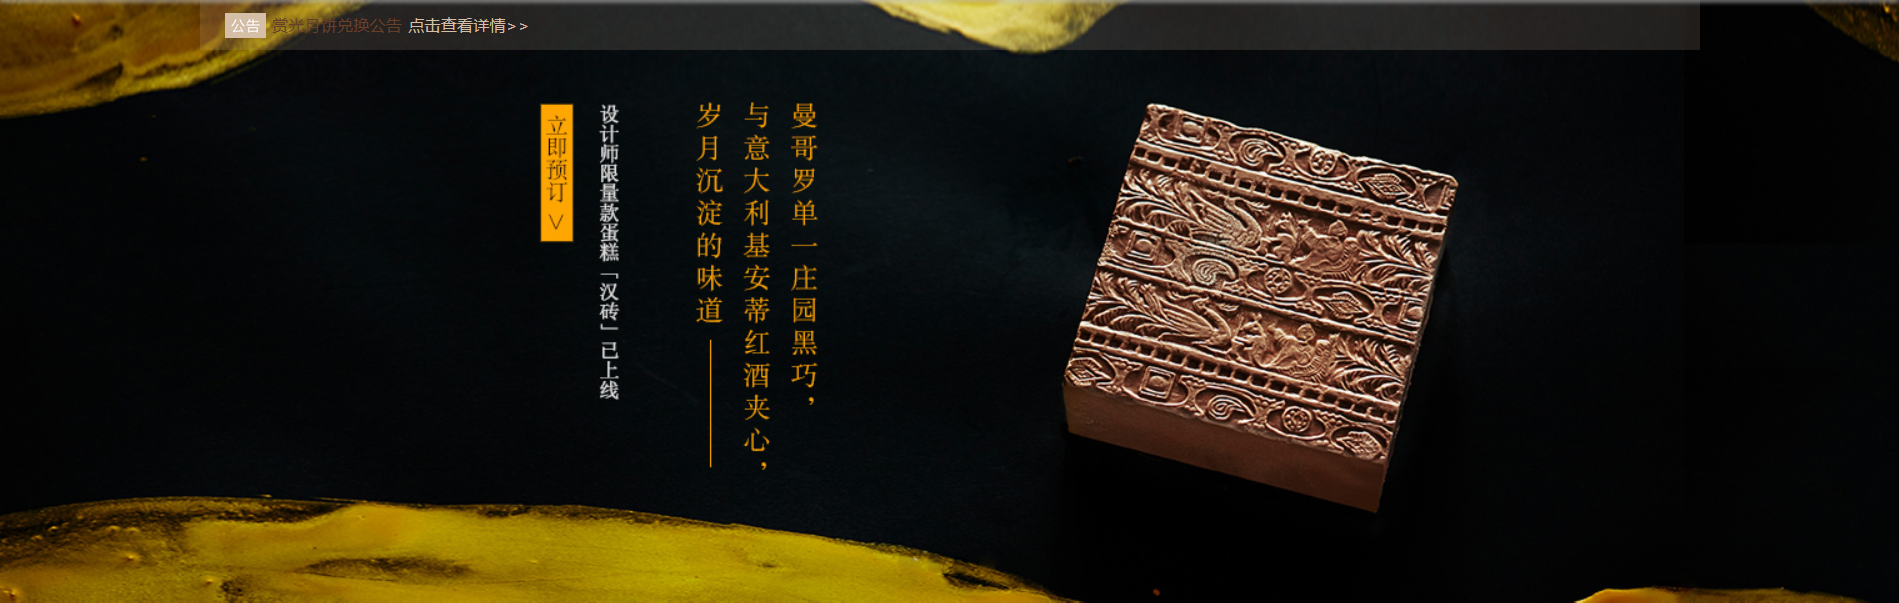 公告 赏光月饼兑换公告 点击查看详情>>
曼哥罗单一庄园黑巧，
与意大利基安蒂红酒夹心，
岁月沉淀的味道——
设计师限量款蛋糕「汉砖」已上线
立即预订 >